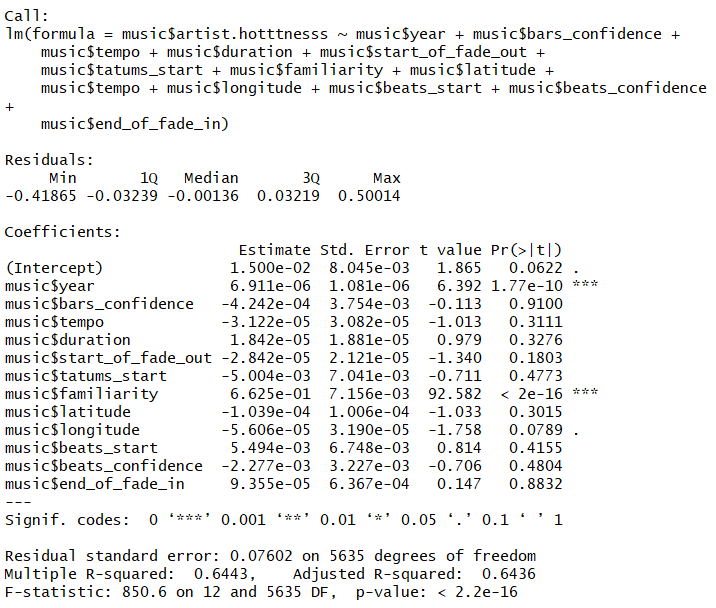 Call:
lm(formula = music$artist.hotttnesss ~ music$year + music$bars_confidence +
music$tempo + music$duration + music$start_of_fade_out +
music$tatums_start + music$familiarity + music$latitude +
music$tempo + music$longitude + music$beats_start + music$beats_confidence
+
music$end_of_fade_in)
Residuals:
Min 1Q Median 3Q Max
-0.41865 -0.03239 -0.00136 0.03219 0.50014
Coefficients:
Estimate Std. Error t value Pr(>|t|)
(Intercept) 1.500e-02 8.045e-03 1.865 0.0622 .
music$year 6.911e-06 1.081e-06 6.392 1.77e-10 ***
music$bars_confidence -4.242e-04 3.754e-03 -0.113 0.9100
music$tempo -3.122e-05 3.082e-05 -1.013 0.3111
music$duration 1.842e-05 1.881e-05 0.979 0.3276
music$start_of_fade_out -2.842e-05 2.121e-05 -1.340 0.1803
music$tatums_start -5.004e-03 7.041e-03 -0.711 0.4773
music$familiarity 6.625e-01 7.156e-03 92.582 < 2e-16 ***
music$latitude -1.039e-04 1.006e-04 -1.033 0.3015
music$longitude -5.606e-05 3.190e-05 -1.758 0.0789 .
music$beats_start 5.494e-03 6.748e-03 0.814 0.4155
music$beats_confidence -2.277e-03 3.227e-03 -0.706 0.4804
music$end_of_fade_in 9.355e-05 6.367e-04 0.147 0.8832
---
Signif. codes: 0 ‘***’ 0.001 ‘**’ 0.01 ‘*’ 0.05 ‘.’ 0.1 ‘ ’ 1
Residual standard error: 0.07602 on 5635 degrees of freedom
Multiple R-squared: 0.6443, Adjusted R-squared: 0.6436
F-statistic: 850.6 on 12 and 5635 DF, p-value: < 2.2e-16